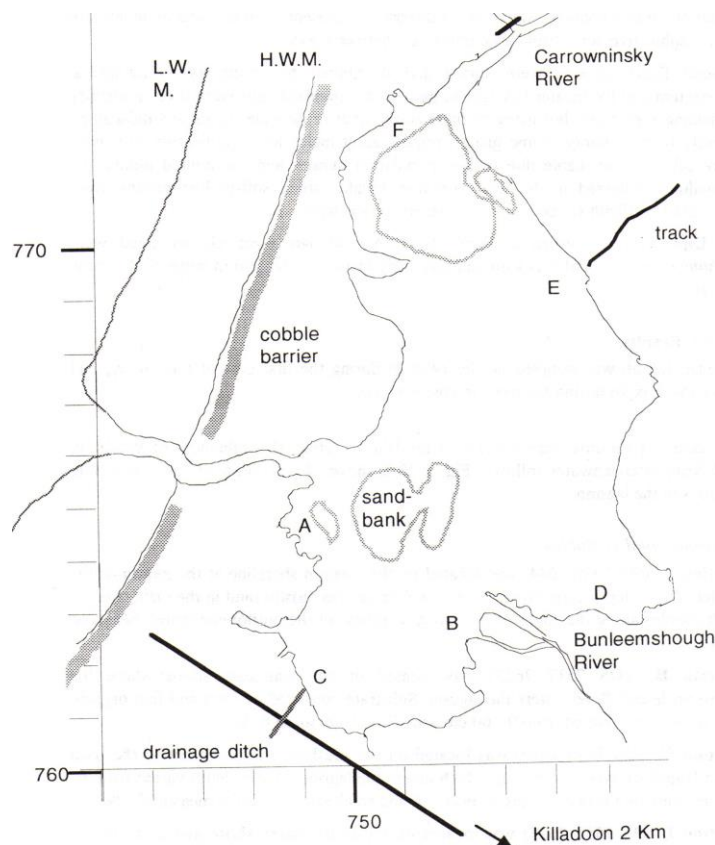 L.W.
M.
H.W.M.
Carrowninsky
River
F
track
770
E
cobble
barrier
sand-
bank
A
D
B
Bunleemshough
River
C
drainage ditch
760
750
Killadoon 2 Km